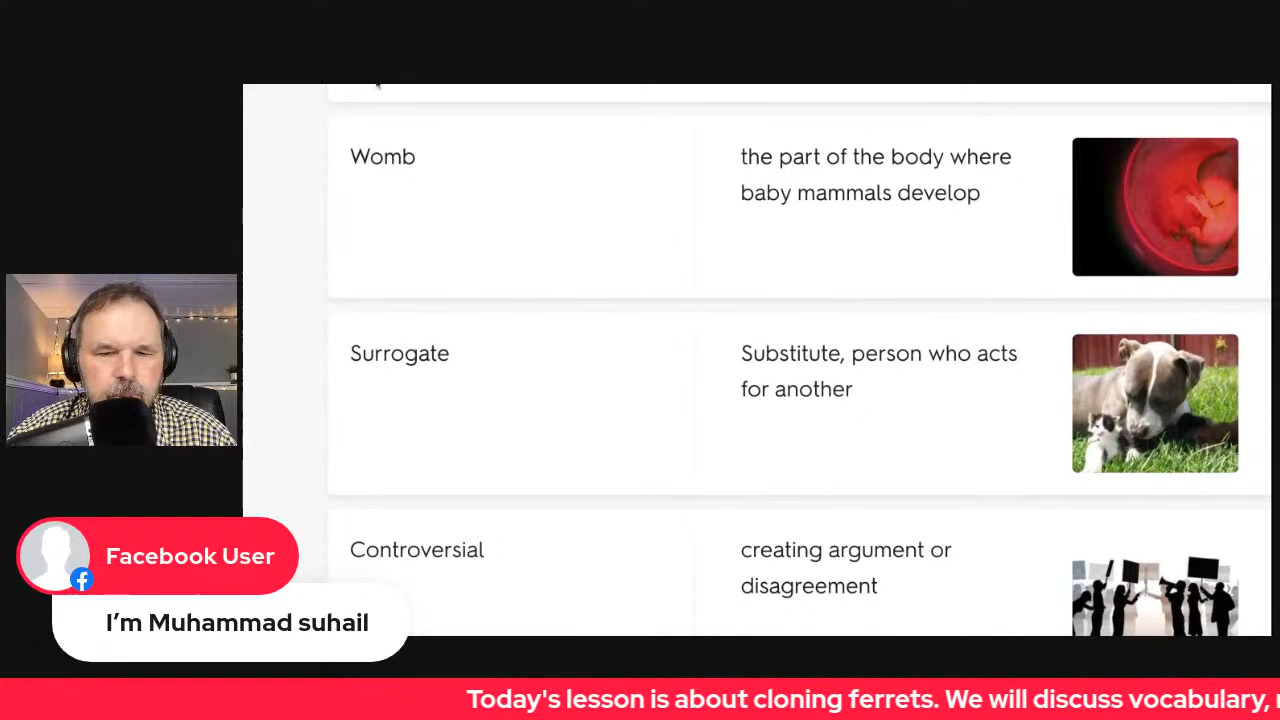 Womb
the part of the body where
baby mammals develop
Surrogate
Substitute, person who acts
for another
Controversial
creating argument or
disagreement
Facebook User
I’m Muhammad suhail
Today's lesson is about cloning ferrets. We will discuss vocabulary,